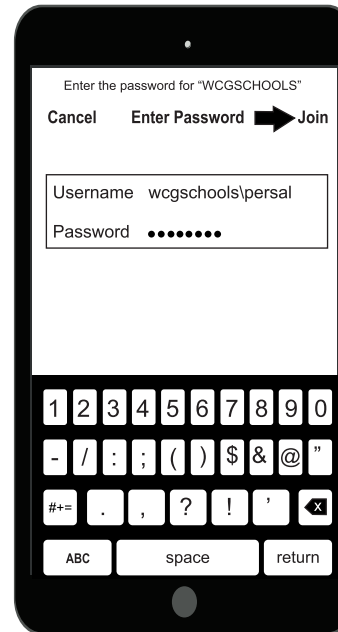 Enter the password for “WCGSCHOOLS”
Cancel Enter Password Join
Username wcgschools\persal
Password ●●●●●●●●
1 2 3 4 5 6 7 8 9 0
- / : ; ( ) $ & @ ”
#+= . , ? ! ’ x
ABC space return